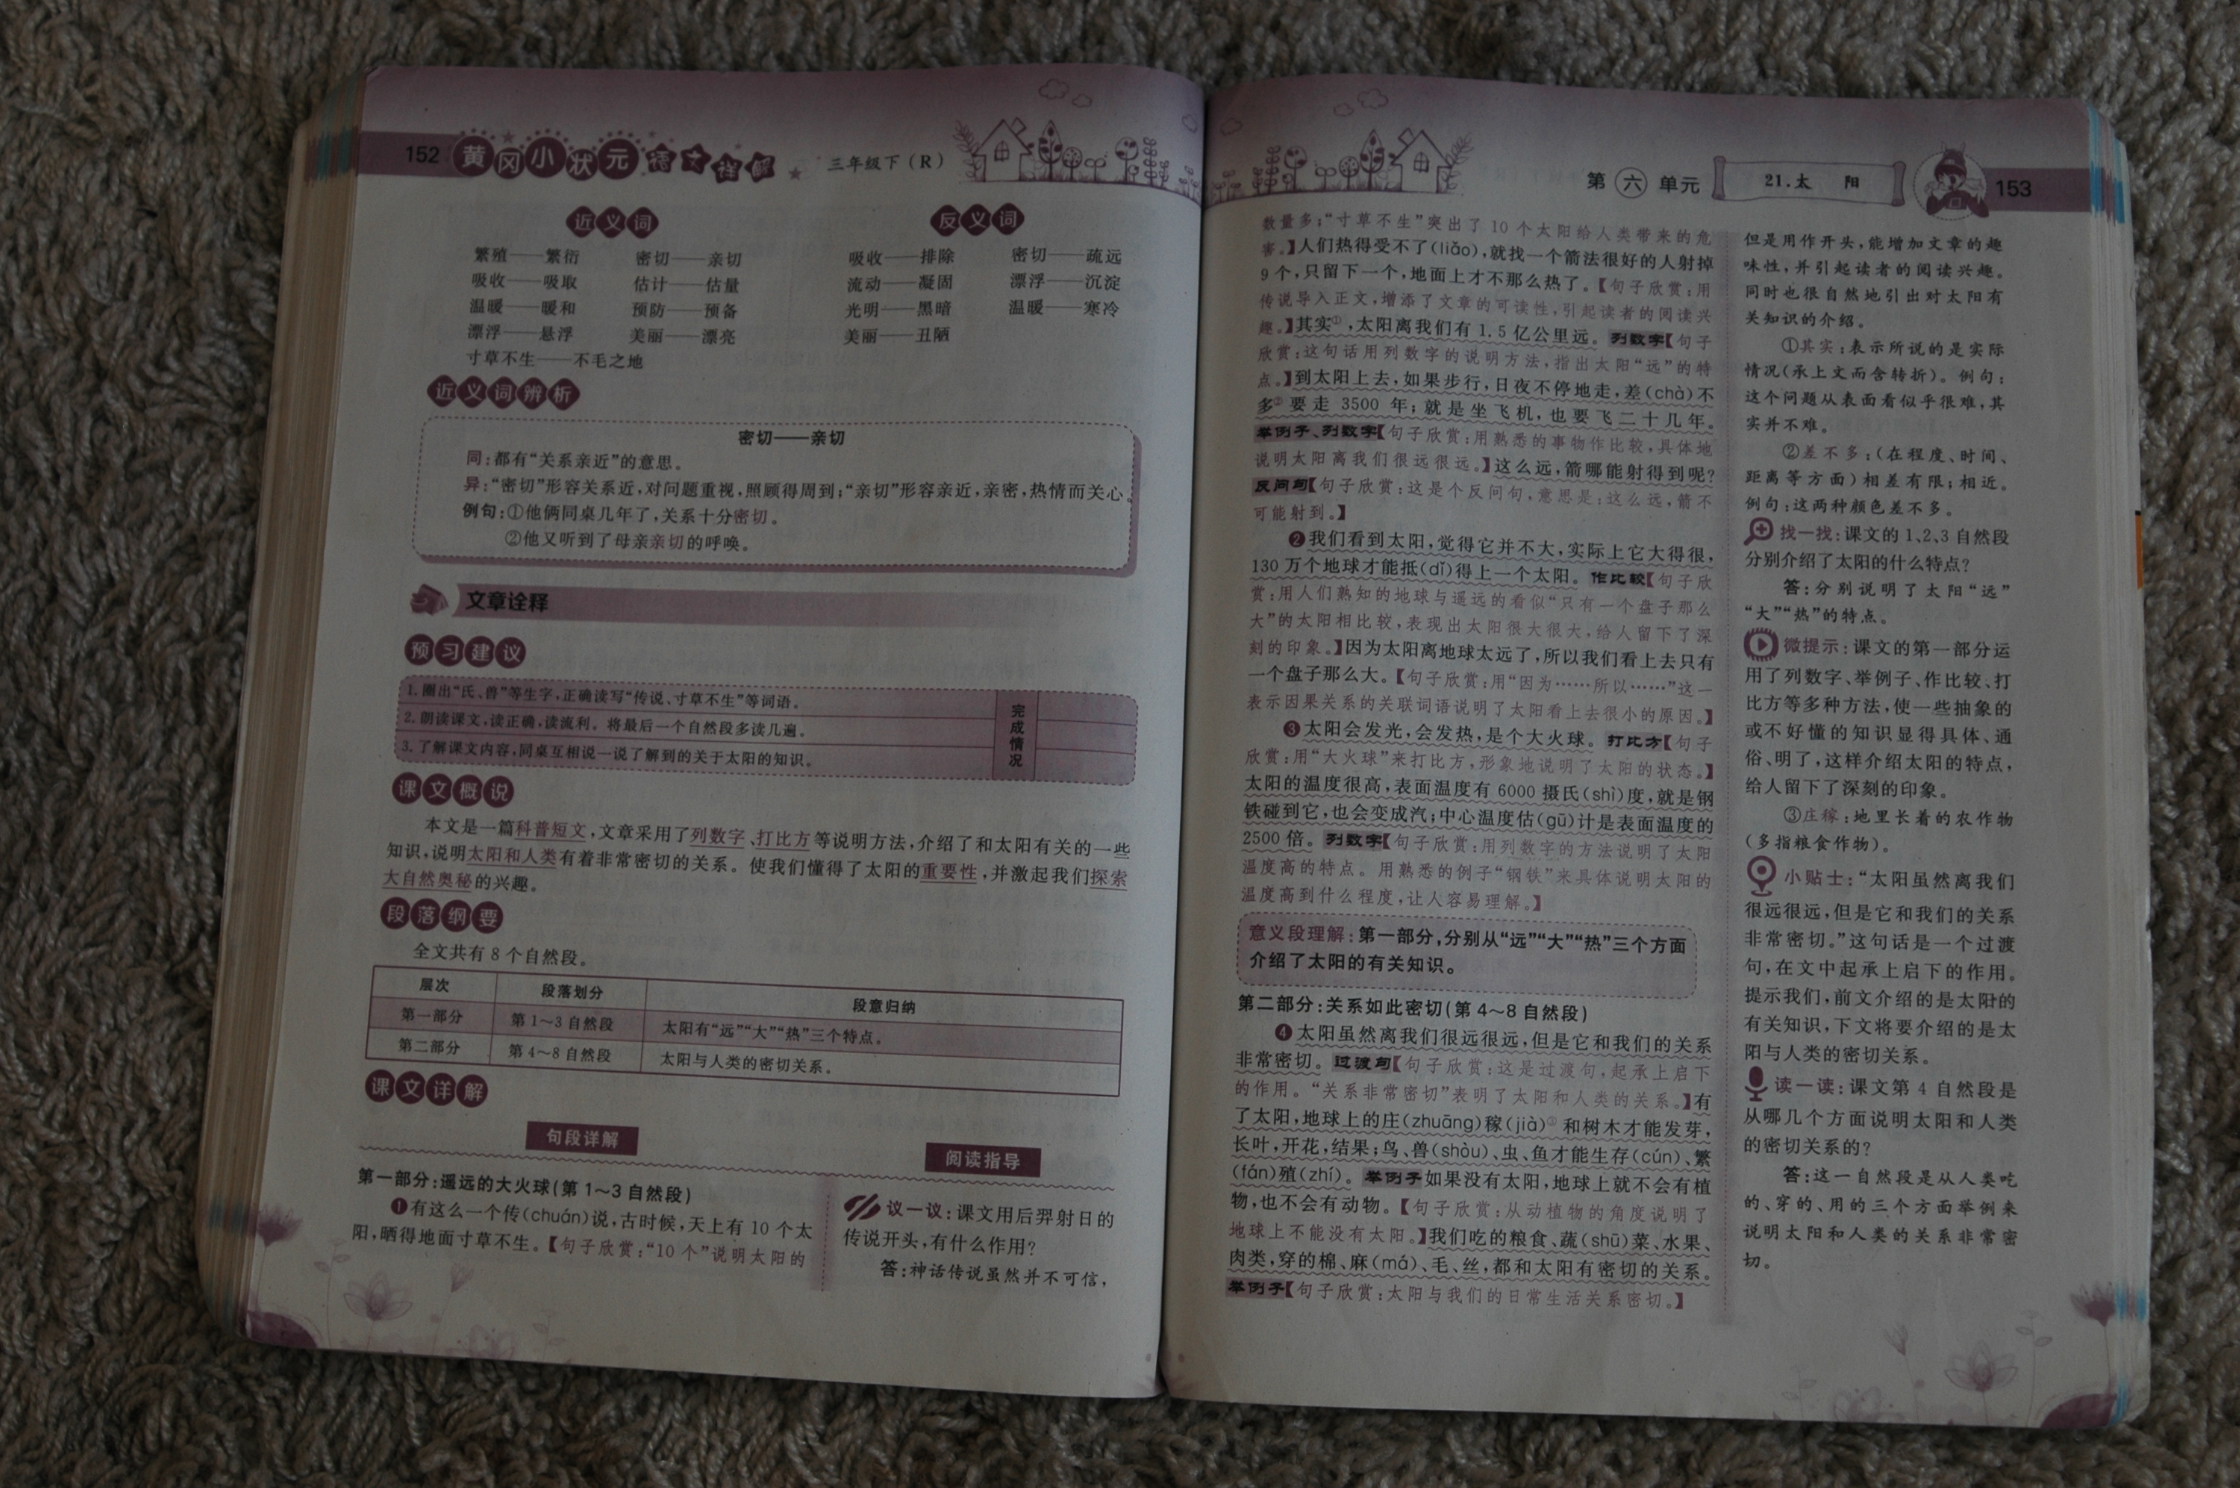 152 黄冈小状元 语文详解 三年级下(R)
近义词
繁殖——繁衍 密切——亲切
吸收——吸取 估计——估量
温暖——暖和 预防——预备
漂浮——悬浮 美丽——漂亮
寸草不生——不毛之地
反义词
吸收——排除 密切——疏远
流动——凝固 漂浮——沉淀
光明——黑暗 温暖——寒冷
美丽——丑陋
近义词辨析
密切——亲切
同:都有“关系亲近”的意思。
异:“密切”形容关系近,对问题重视,照顾得周到;“亲切”形容亲近,亲密,热情而关心。
例句:①他俩同桌几年了,关系十分密切。
②他又听到了母亲亲切的呼唤。
文章诠释
预习建议
1.圈出“氏、兽”等生字,正确读写“传说、寸草不生”等词语。
2.朗读课文,读正确,读流利。将最后一个自然段多读几遍。
3.了解课文内容,同桌互相说一说了解到的关于太阳的知识。
完成情况
课文概说
本文是一篇科普短文,文章采用了列数字、打比方等说明方法,介绍了和太阳有关的一些
知识,说明太阳和人类有着非常密切的关系。使我们懂得了太阳的重要性,并激起我们探索
大自然奥秘的兴趣。
段落纲要
全文共有8个自然段。
层次 段落划分 段意归纳
第一部分 第1~3自然段 太阳有“远”“大”“热”三个特点。
第二部分 第4~8自然段 太阳与人类的密切关系。
课文详解
句段详解
第一部分:遥远的大火球(第1~3自然段)
❶有这么一个传(chuán)说,古时候,天上有10个太
阳,晒得地面寸草不生。【句子欣赏:“10个”说明太阳的
阅读指导
议一议:课文用后羿射日的
传说开头,有什么作用?
答:神话传说虽然并不可信,
第六单元 21.太 阳 153
数量多;“寸草不生”突出了10个太阳给人类带来的危
害。】人们热得受不了(liǎo),就找一个箭法很好的人射掉
9个,只留下一个,地面上才不那么热了。【句子欣赏:用
传说导入正文,增添了文章的可读性,引起读者的阅读兴
趣。】其实①,太阳离我们有1.5亿公里远。列数字【句子
欣赏:这句话用列数字的说明方法,指出太阳“远”的特
点。】到太阳上去,如果步行,日夜不停地走,差(chà)不
多②要走3500年;就是坐飞机,也要飞二十几年。
举例子、列数字【句子欣赏:用熟悉的事物作比较,具体地
说明太阳离我们很远很远。】这么远,箭哪能射得到呢?
反问句【句子欣赏:这是个反问句,意思是:这么远,箭不
可能射到。】
❷我们看到太阳,觉得它并不大,实际上它大得很,
130万个地球才能抵(dǐ)得上一个太阳。作比较【句子欣
赏:用人们熟知的地球与遥远的看似“只有一个盘子那么
大”的太阳相比较,表现出太阳很大很大,给人留下了深
刻的印象。】因为太阳离地球太远了,所以我们看上去只有
一个盘子那么大。【句子欣赏:用“因为……所以……”这一
表示因果关系的关联词语说明了太阳看上去很小的原因。】
❸太阳会发光,会发热,是个大火球。打比方【句子
欣赏:用“大火球”来打比方,形象地说明了太阳的状态。】
太阳的温度很高,表面温度有6000摄氏(shì)度,就是钢
铁碰到它,也会变成汽;中心温度估(gū)计是表面温度的
2500倍。列数字【句子欣赏:用列数字的方法说明了太阳
温度高的特点。用熟悉的例子“钢铁”来具体说明太阳的
温度高到什么程度,让人容易理解。】
意义段理解:第一部分,分别从“远”“大”“热”三个方面
介绍了太阳的有关知识。
第二部分:关系如此密切(第4~8自然段)
❹太阳虽然离我们很远很远,但是它和我们的关系
非常密切。过渡句【句子欣赏:这是过渡句,起承上启下
的作用。“关系非常密切”表明了太阳和人类的关系。】有
了太阳,地球上的庄(zhuāng)稼(jià)③和树木才能发芽,
长叶,开花,结果;鸟、兽(shòu)、虫、鱼才能生存(cún)、繁
(fán)殖(zhí)。举例子如果没有太阳,地球上就不会有植
物,也不会有动物。【句子欣赏:从动植物的角度说明了
地球上不能没有太阳。】我们吃的粮食、蔬(shū)菜、水果、
肉类,穿的棉、麻(má)、毛、丝,都和太阳有密切的关系。
举例子【句子欣赏:太阳与我们的日常生活关系密切。】
但是用作开头,能增加文章的趣
味性,并引起读者的阅读兴趣。
同时也很自然地引出对太阳有
关知识的介绍。
①其实:表示所说的是实际
情况(承上文而含转折)。例句:
这个问题从表面看似乎很难,其
实并不难。
②差不多:(在程度、时间、
距离等方面)相差有限;相近。
例句:这两种颜色差不多。
找一找:课文的1、2、3自然段
分别介绍了太阳的什么特点?
答:分别说明了太阳“远”
“大”“热”的特点。
微提示:课文的第一部分运
用了列数字、举例子、作比较、打
比方等多种方法,使一些抽象的
或不好懂的知识显得具体、通
俗、明了,这样介绍太阳的特点,
给人留下了深刻的印象。
③庄稼:地里长着的农作物
(多指粮食作物)。
小贴士:“太阳虽然离我们
很远很远,但是它和我们的关系
非常密切。”这句话是一个过渡
句,在文中起承上启下的作用。
提示我们,前文介绍的是太阳的
有关知识,下文将要介绍的是太
阳与人类的密切关系。
读一读:课文第4自然段是
从哪几个方面说明太阳和人类
的密切关系的?
答:这一自然段是从人类吃
的、穿的、用的三个方面举例来
说明太阳和人类的关系非常密
切。